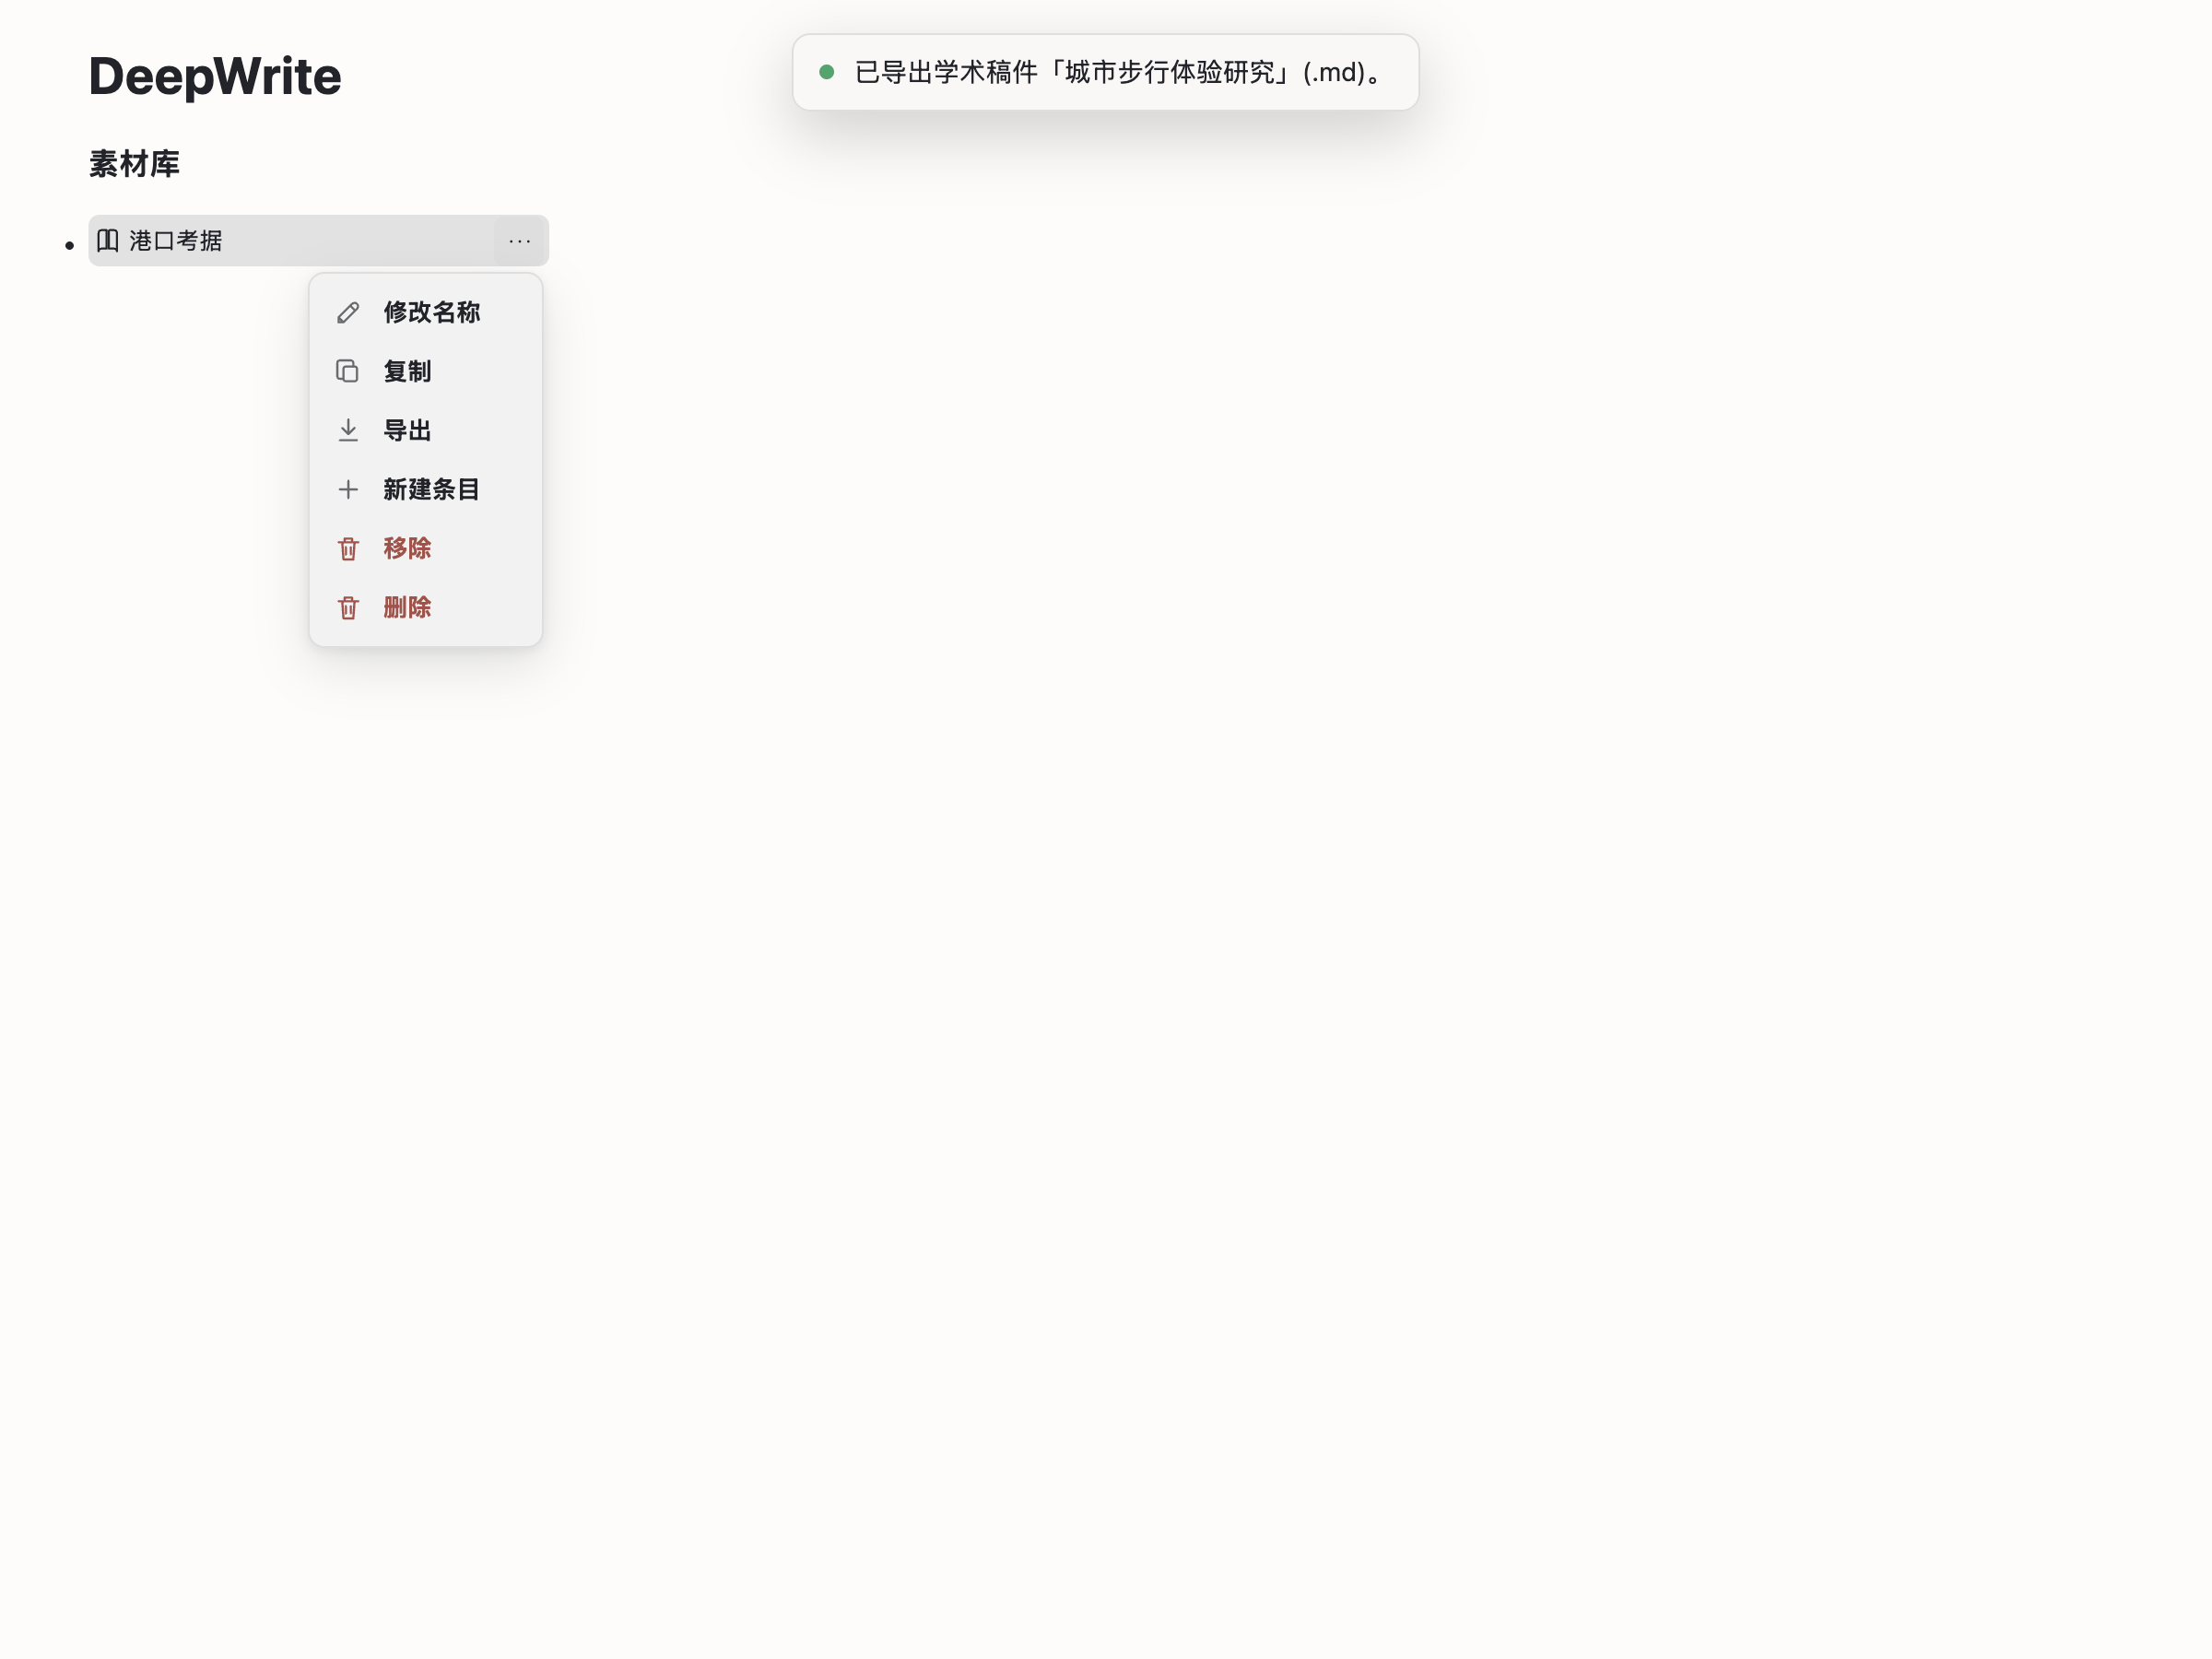 DeepWrite
已导出学术稿件「城市步行体验研究」(.md)。
素材库
港口考据
修改名称
复制
导出
新建条目
移除
删除